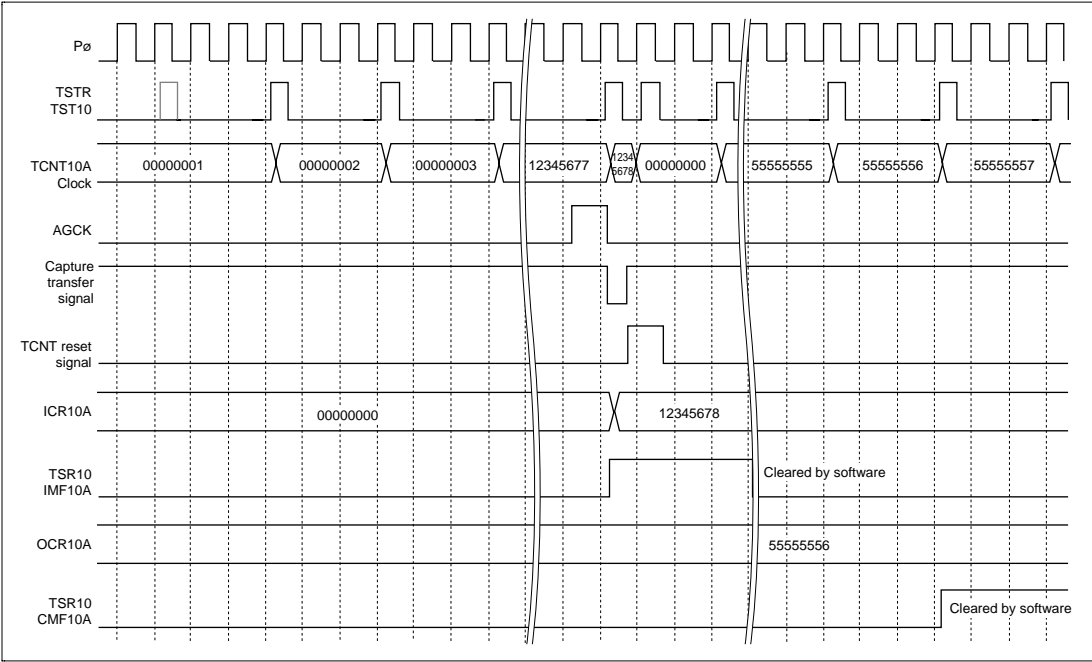 Pø
TSTR
TST10
TCNT10A
Clock
00000001
00000002
00000003
12345677
1234
5678
00000000
55555555
55555556
55555557
AGCK
Capture
transfer
signal
TCNT reset
signal
ICR10A
00000000
12345678
TSR10
IMF10A
Cleared by software
OCR10A
55555556
TSR10
CMF10A
Cleared by software